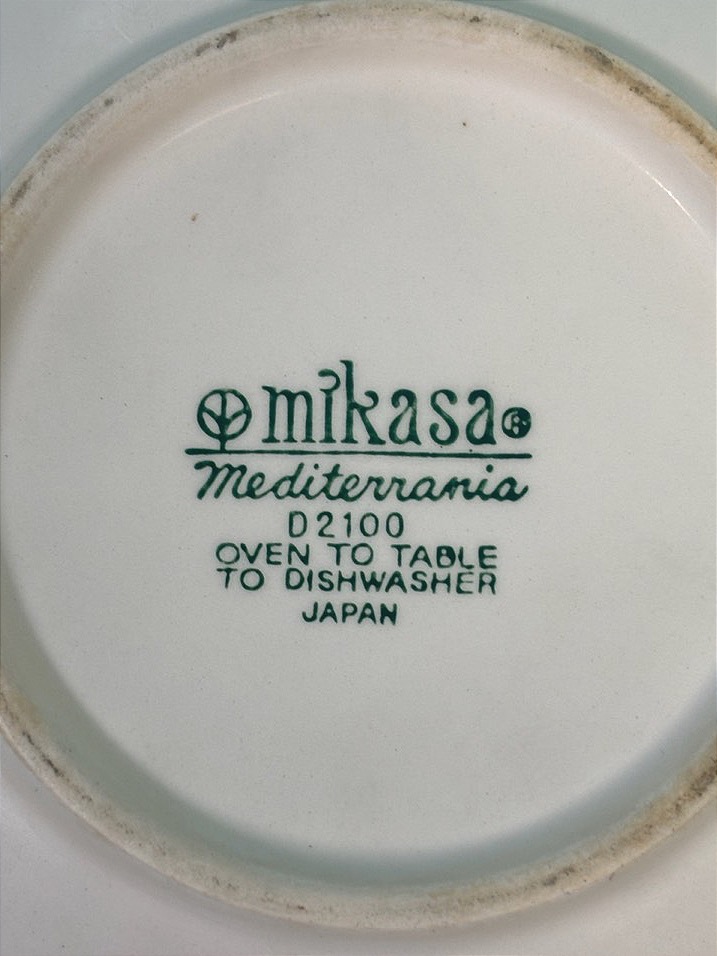 mikasa®
Mediterrania
D2100
OVEN TO TABLE
TO DISHWASHER
JAPAN